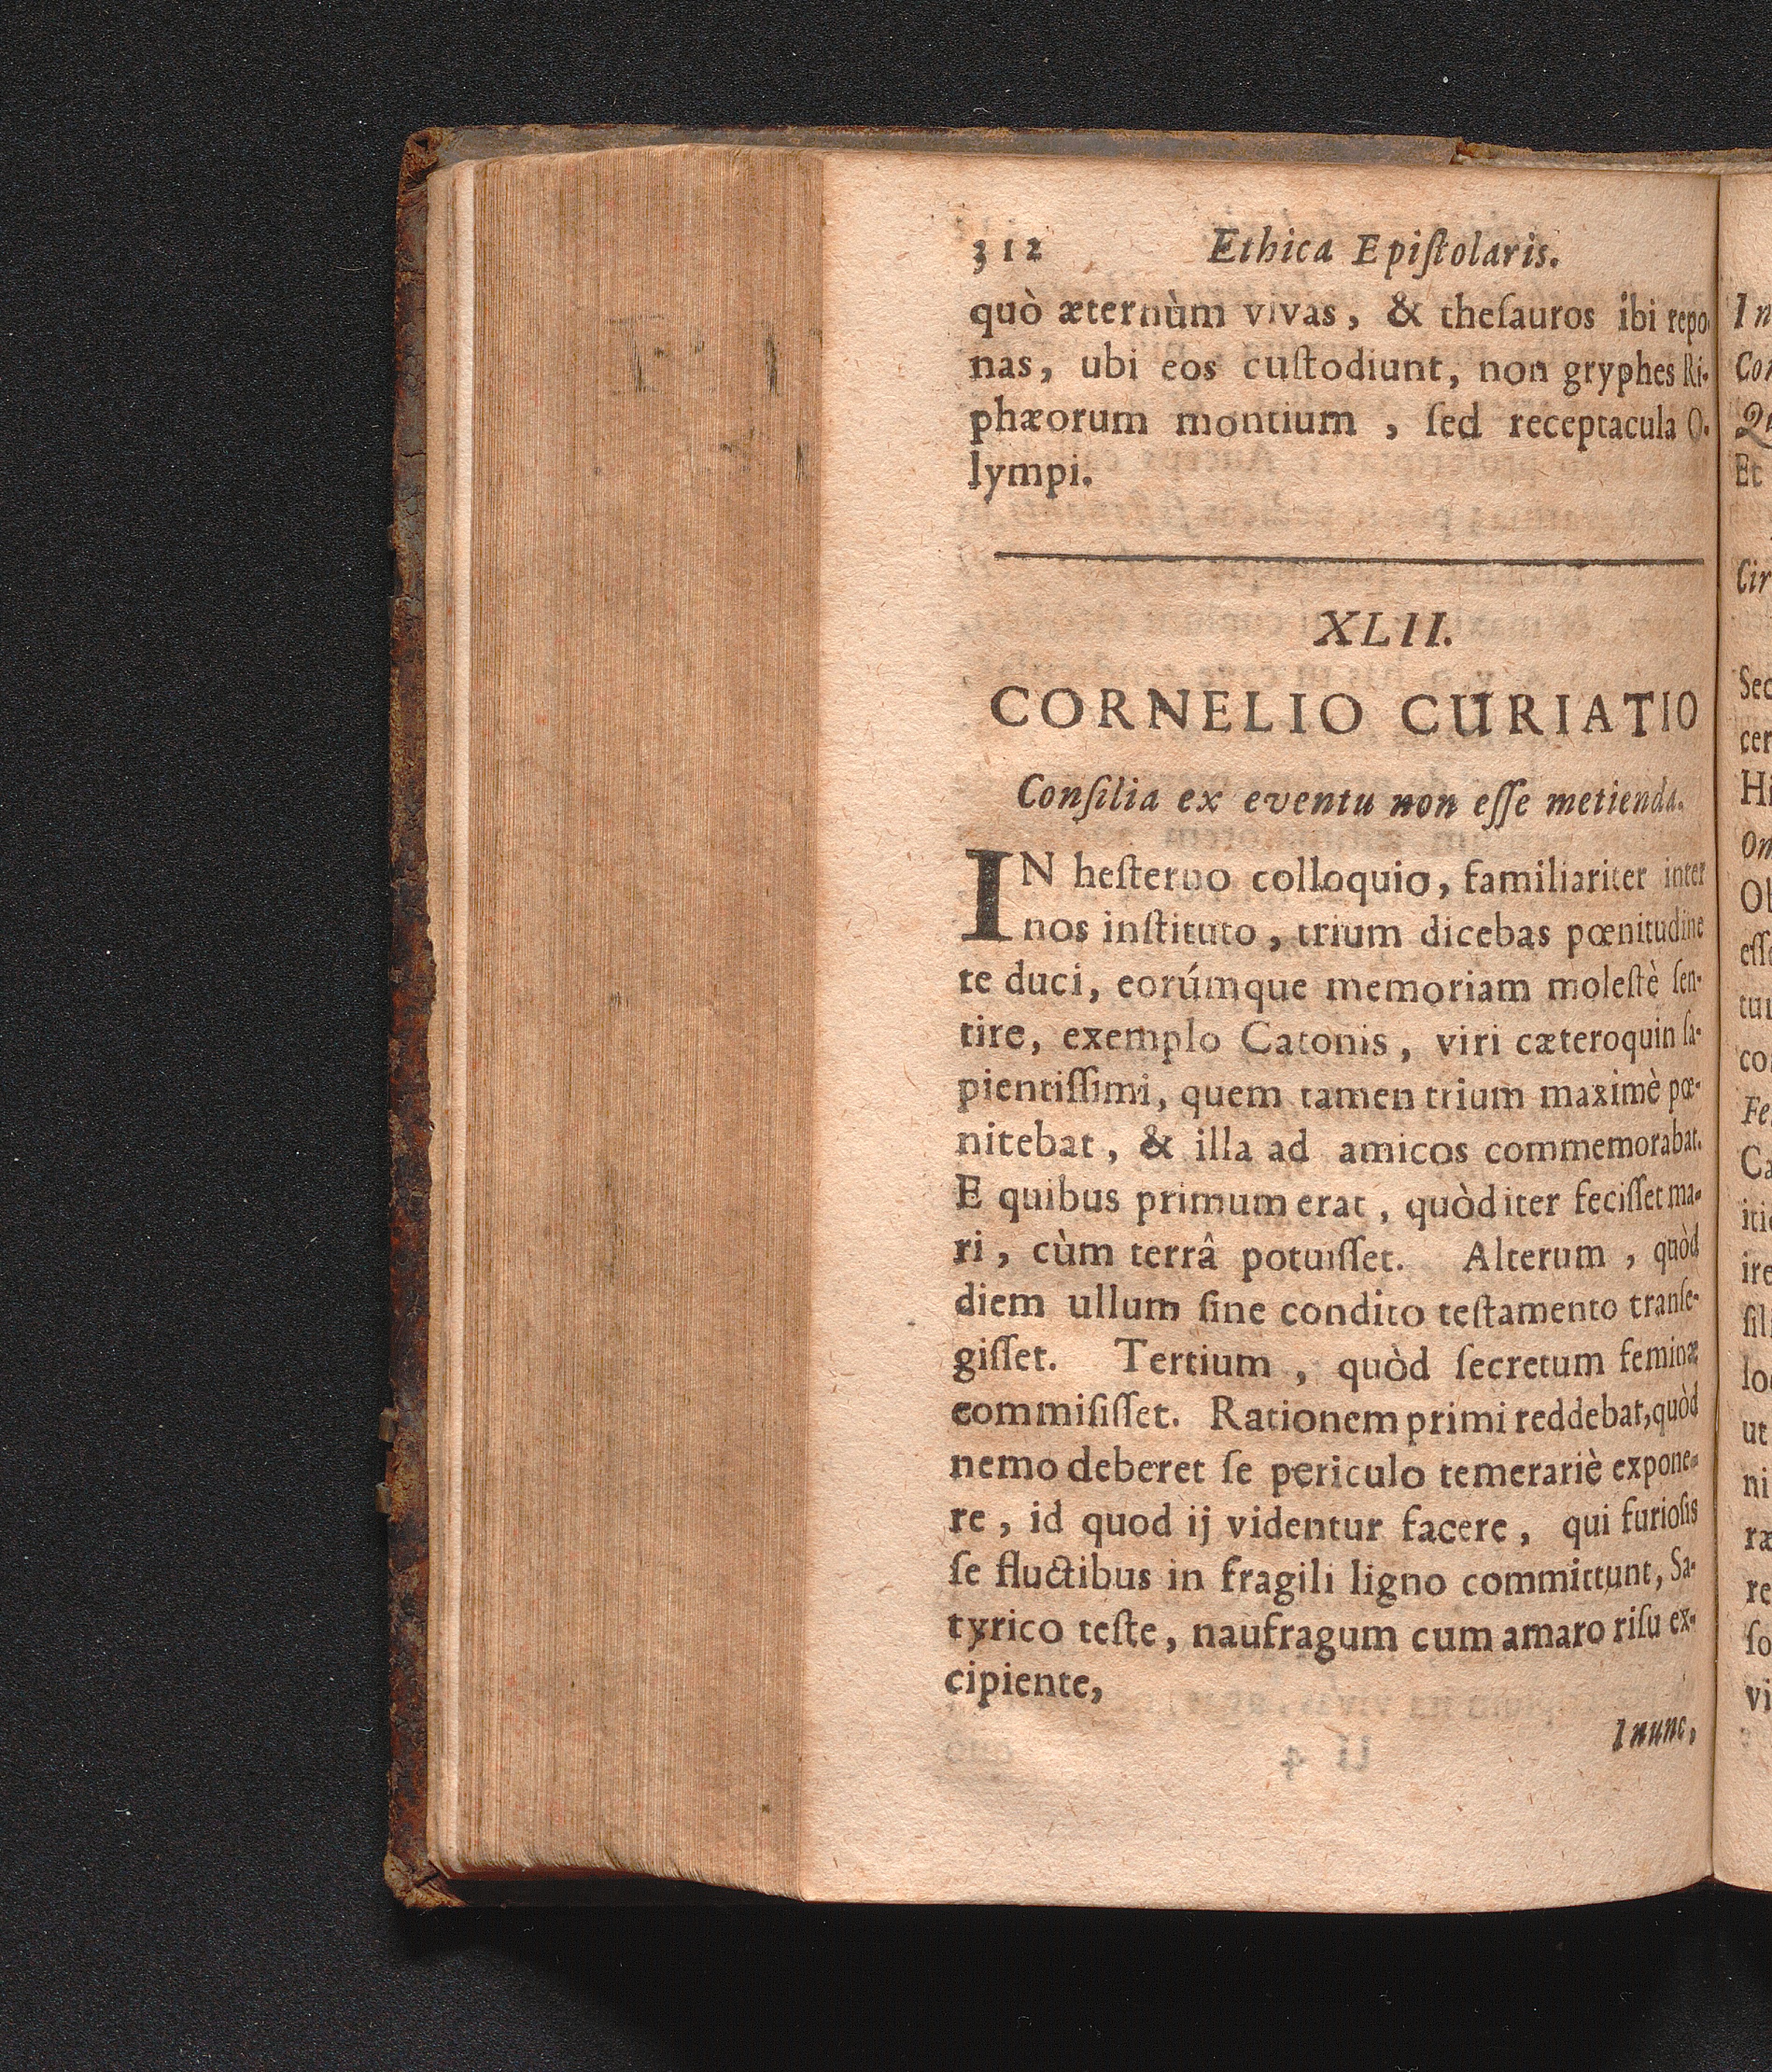 312 Ethica Epiſtolaris.
quò æternùm vivas, & theſauros ibi repo-
nas, ubi eos cuſtodiunt, non gryphes Ri-
phæorum montium, ſed receptacula O-
lympi.
XLII.
CORNELIO CURIATIO
Conſilia ex eventu non eſſe metienda.
IN heſterno colloquio, familiariter inter
nos inſtituto, trium dicebas pœnitudine
te duci, eorúmque memoriam moleſtè ſen-
tire, exemplo Catonis, viri cæteroquin ſa-
pientiſſimi, quem tamen trium maximè pœ-
nitebat, & illa ad amicos commemorabat.
E quibus primum erat, quòd iter feciſſet ma-
ri, cùm terrâ potuiſſet. Alterum, quòd
diem ullum ſine condito teſtamento tranſe-
giſſet. Tertium, quòd ſecretum feminæ
commiſiſſet. Rationem primi reddebat, quòd
nemo deberet ſe periculo temerariè expone-
re, id quod ij videntur facere, qui furioſis
ſe fluctibus in fragili ligno committunt, Sa-
tyrico teſte, naufragum cum amaro riſu ex-
cipiente,
I nunc,